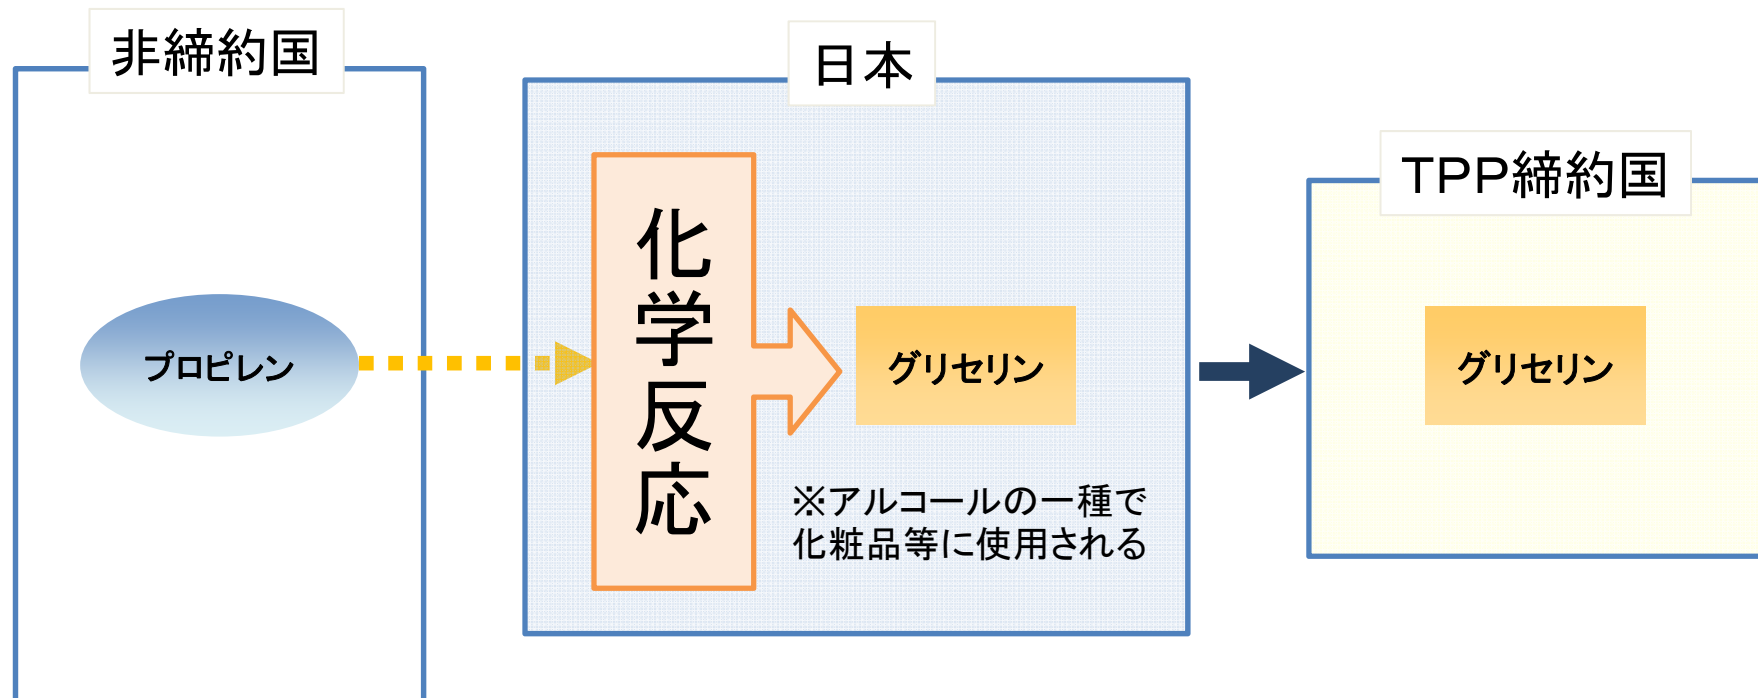 非締約国
プロピレン
日本
化学反応
グリセリン
※アルコールの一種で
化粧品等に使用される
TPP締約国
グリセリン